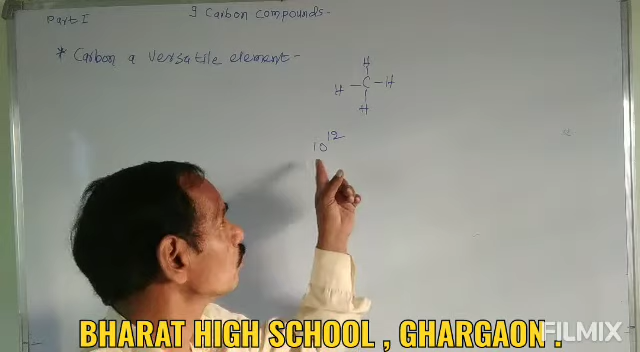 Part I
9 Carbon compounds-
* Carbon a versatile element-
H
H - C - H
H
10^12
BHARAT HIGH SCHOOL , GHARGAON .
FILMIX